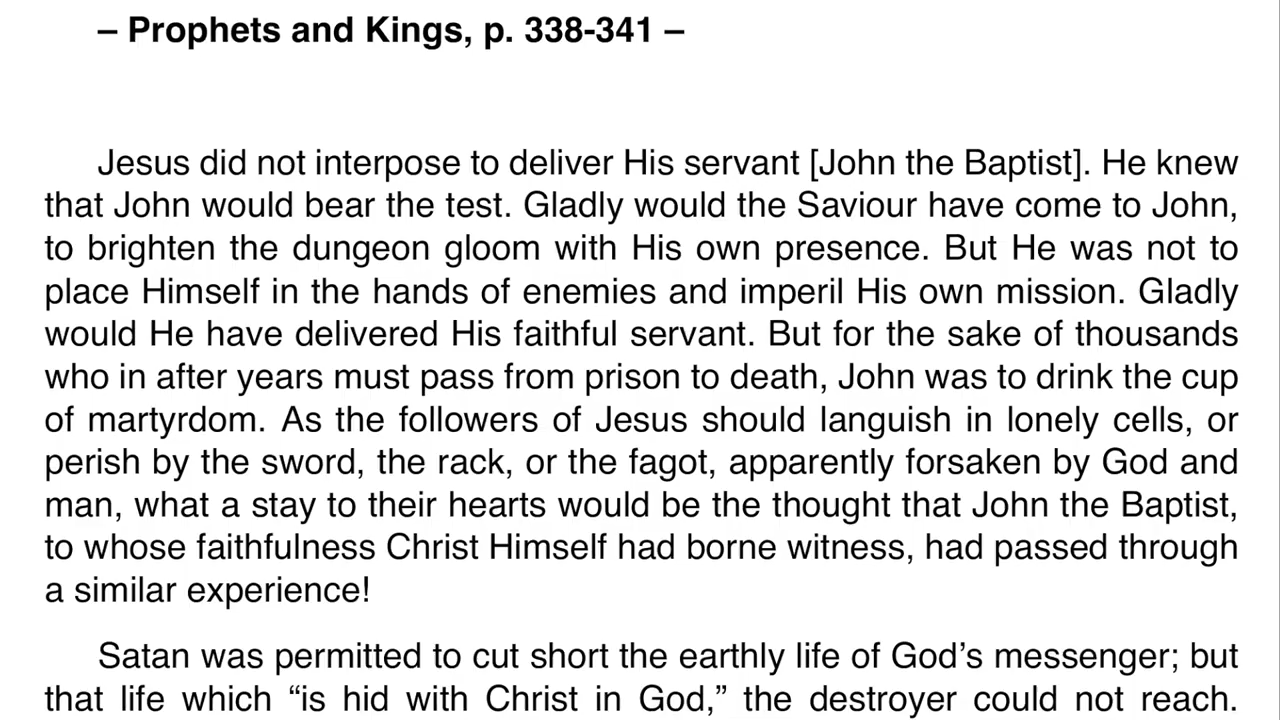 – Prophets and Kings, p. 338-341 –
Jesus did not interpose to deliver His servant [John the Baptist]. He knew
that John would bear the test. Gladly would the Saviour have come to John,
to brighten the dungeon gloom with His own presence. But He was not to
place Himself in the hands of enemies and imperil His own mission. Gladly
would He have delivered His faithful servant. But for the sake of thousands
who in after years must pass from prison to death, John was to drink the cup
of martyrdom. As the followers of Jesus should languish in lonely cells, or
perish by the sword, the rack, or the fagot, apparently forsaken by God and
man, what a stay to their hearts would be the thought that John the Baptist,
to whose faithfulness Christ Himself had borne witness, had passed through
a similar experience!
Satan was permitted to cut short the earthly life of God’s messenger; but
that life which “is hid with Christ in God,” the destroyer could not reach.